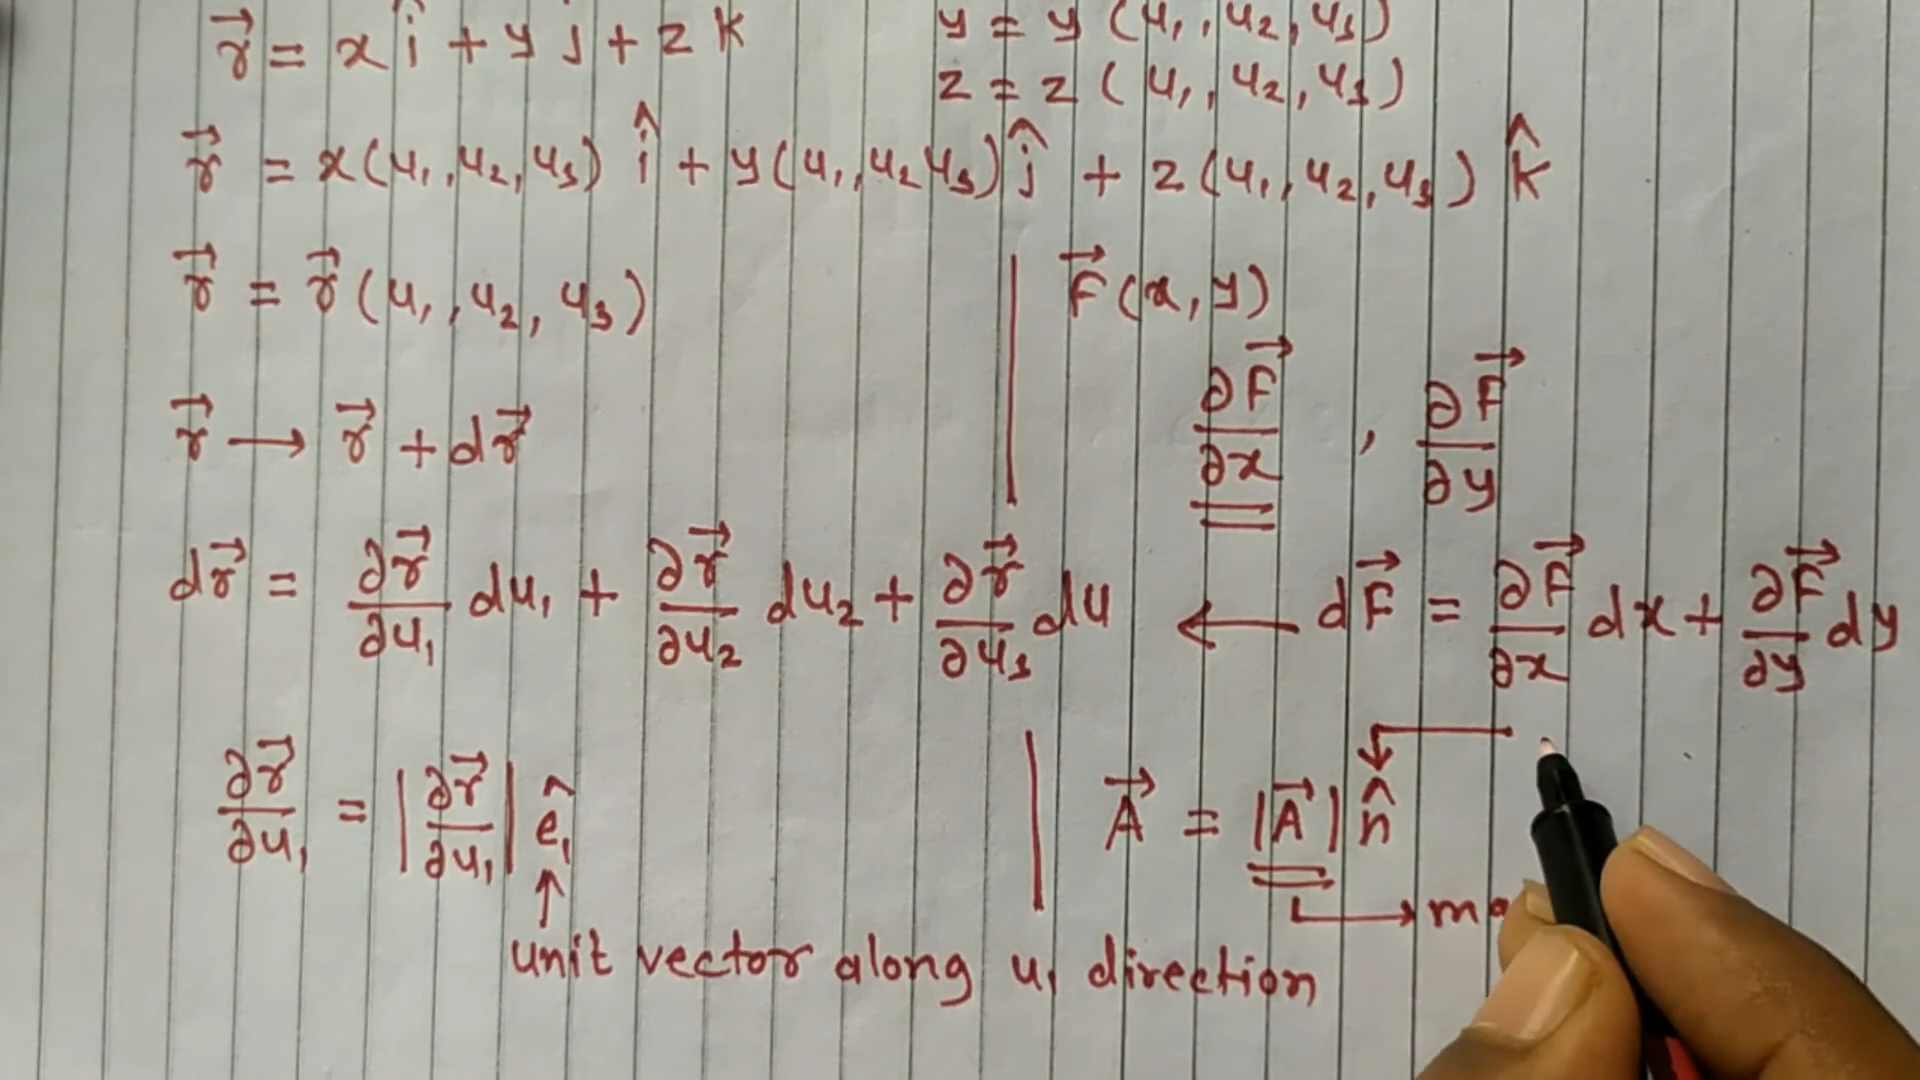 r⃗ = x î + y j + z k
y = y (u₁, u₂, u₃)
z = z (u₁, u₂, u₃)
r⃗ = x(u₁, u₂, u₃) î + y(u₁, u₂ u₃) ĵ + z (u₁, u₂, u₃) k̂
r⃗ = r⃗ (u₁, u₂, u₃)
F⃗ (x, y)
∂F⃗/∂x , ∂F⃗/∂y
r⃗ → r⃗ + dr⃗
dr⃗ = ∂r⃗/∂u₁ du₁ + ∂r⃗/∂u₂ du₂ + ∂r⃗/∂u₃ du ← dF⃗ = ∂F⃗/∂x dx + ∂F⃗/∂y dy
∂r⃗/∂u₁ = |∂r⃗/∂u₁| ê₁
A⃗ = |A⃗| n̂
↑
unit vector along u₁ direction